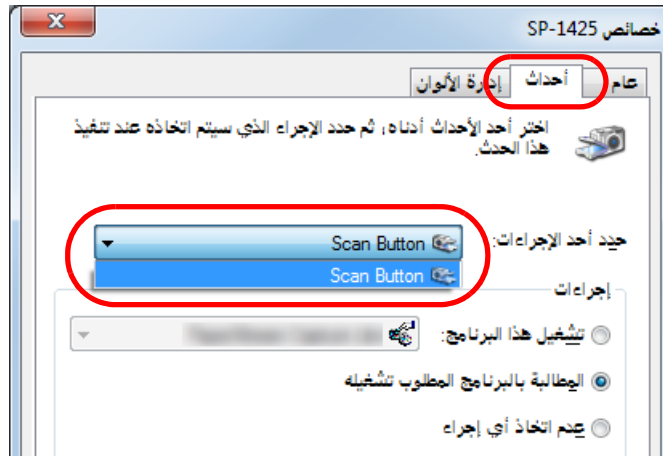 خصائص SP-1425
عام أحداث إدارة الألوان
اختر أحد الأحداث أدناه، ثم حدد الإجراء الذي سيتم اتخاذه عند تنفيذ
هذا الحدث.
حدد أحد الإجراءات: Scan Button
Scan Button
إجراءات
تشغيل هذا البرنامج:
المطالبة بالبرنامج المطلوب تشغيله
عدم اتخاذ أي إجراء